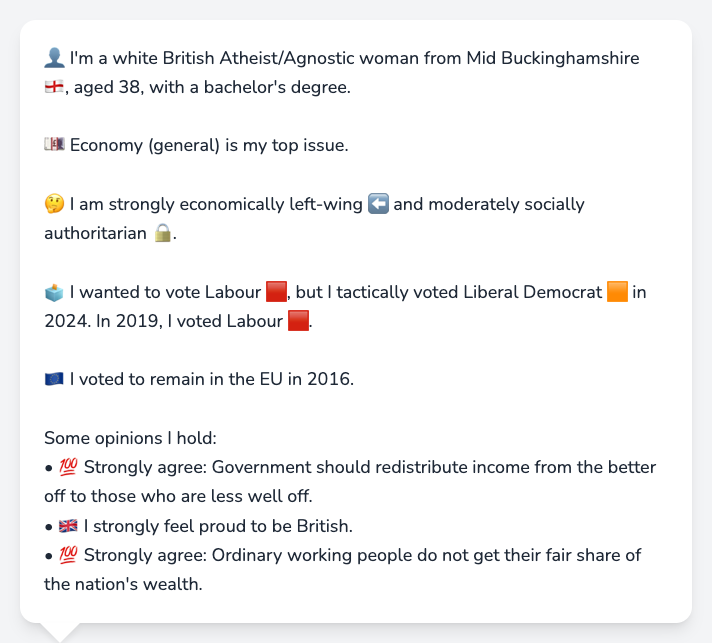 👤 I'm a white British Atheist/Agnostic woman from Mid Buckinghamshire
🏴󠁧󠁢󠁥󠁮󠁧󠁿, aged 38, with a bachelor's degree.
💷 Economy (general) is my top issue.
🤔 I am strongly economically left-wing ⬅️ and moderately socially
authoritarian 🔒.
🗳️ I wanted to vote Labour 🟥, but I tactically voted Liberal Democrat 🟧 in
2024. In 2019, I voted Labour 🟥.
🇪🇺 I voted to remain in the EU in 2016.
Some opinions I hold:
• 💯 Strongly agree: Government should redistribute income from the better
off to those who are less well off.
• 🇬🇧 I strongly feel proud to be British.
• 💯 Strongly agree: Ordinary working people do not get their fair share of
the nation's wealth.